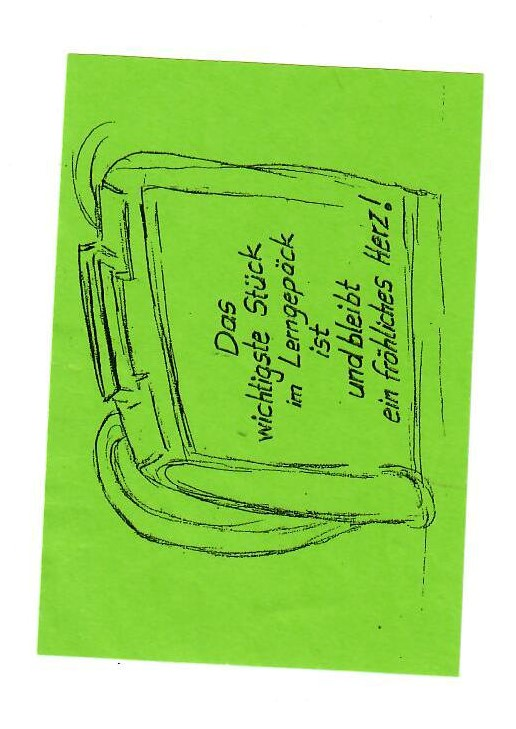 Das
wichtigste Stück
im Lerngepäck
ist
und bleibt
ein fröhliches Herz!